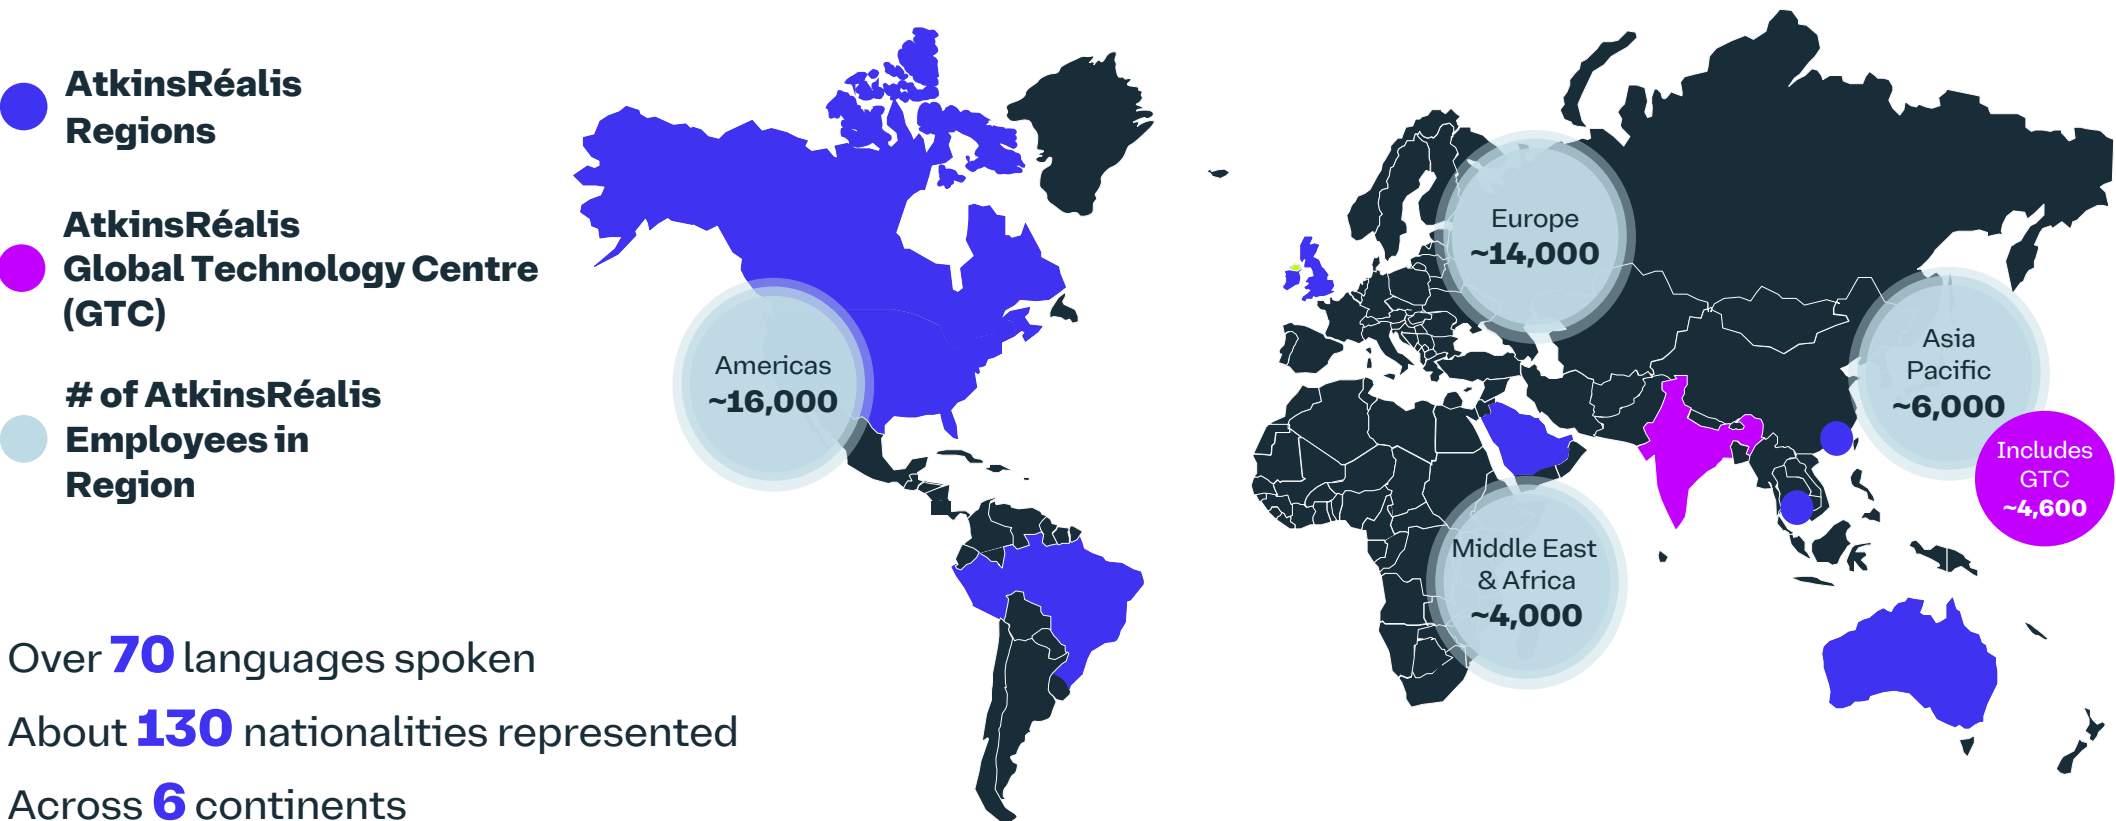 AtkinsRéalis
Regions
AtkinsRéalis
Global Technology Centre
(GTC)
# of AtkinsRéalis
Employees in
Region
Over 70 languages spoken
About 130 nationalities represented
Across 6 continents
Americas
~16,000
Europe
~14,000
Middle East
& Africa
~4,000
Asia
Pacific
~6,000
Includes
GTC
~4,600